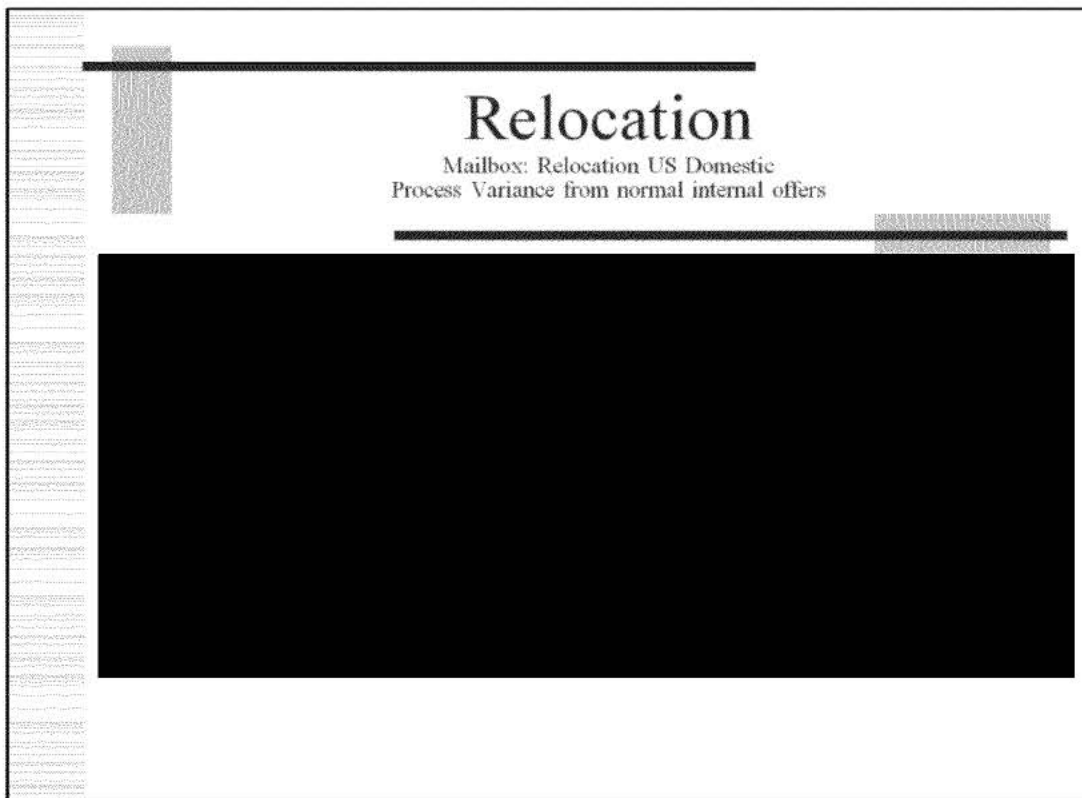 Relocation
Mailbox: Relocation US Domestic
Process Variance from normal internal offers